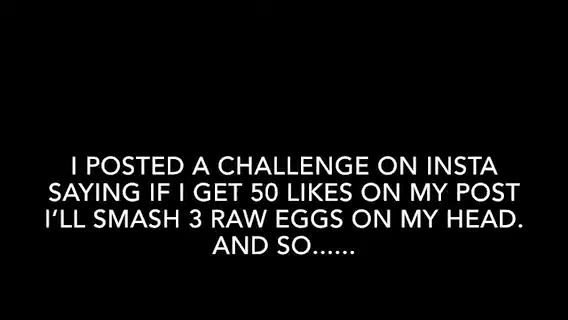 I POSTED A CHALLENGE ON INSTA
SAYING IF I GET 50 LIKES ON MY POST
I’LL SMASH 3 RAW EGGS ON MY HEAD.
AND SO......